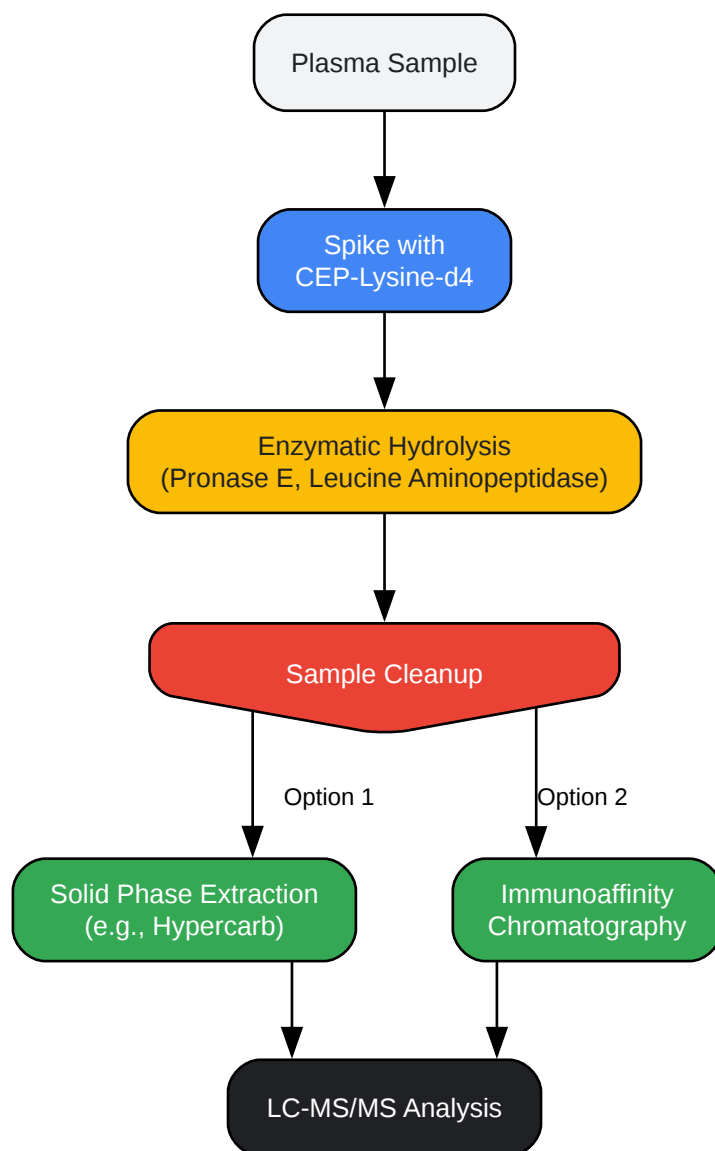 Plasma Sample
Spike with
CEP-Lysine-d4
Enzymatic Hydrolysis
(Pronase E, Leucine Aminopeptidase)
Sample Cleanup
Option 1
Option 2
Solid Phase Extraction
(e.g., Hypercarb)
Immunoaffinity
Chromatography
LC-MS/MS Analysis